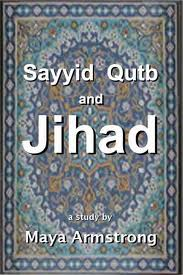 Sayyid Qutb
and
Jihad
a study by
Maya Armstrong